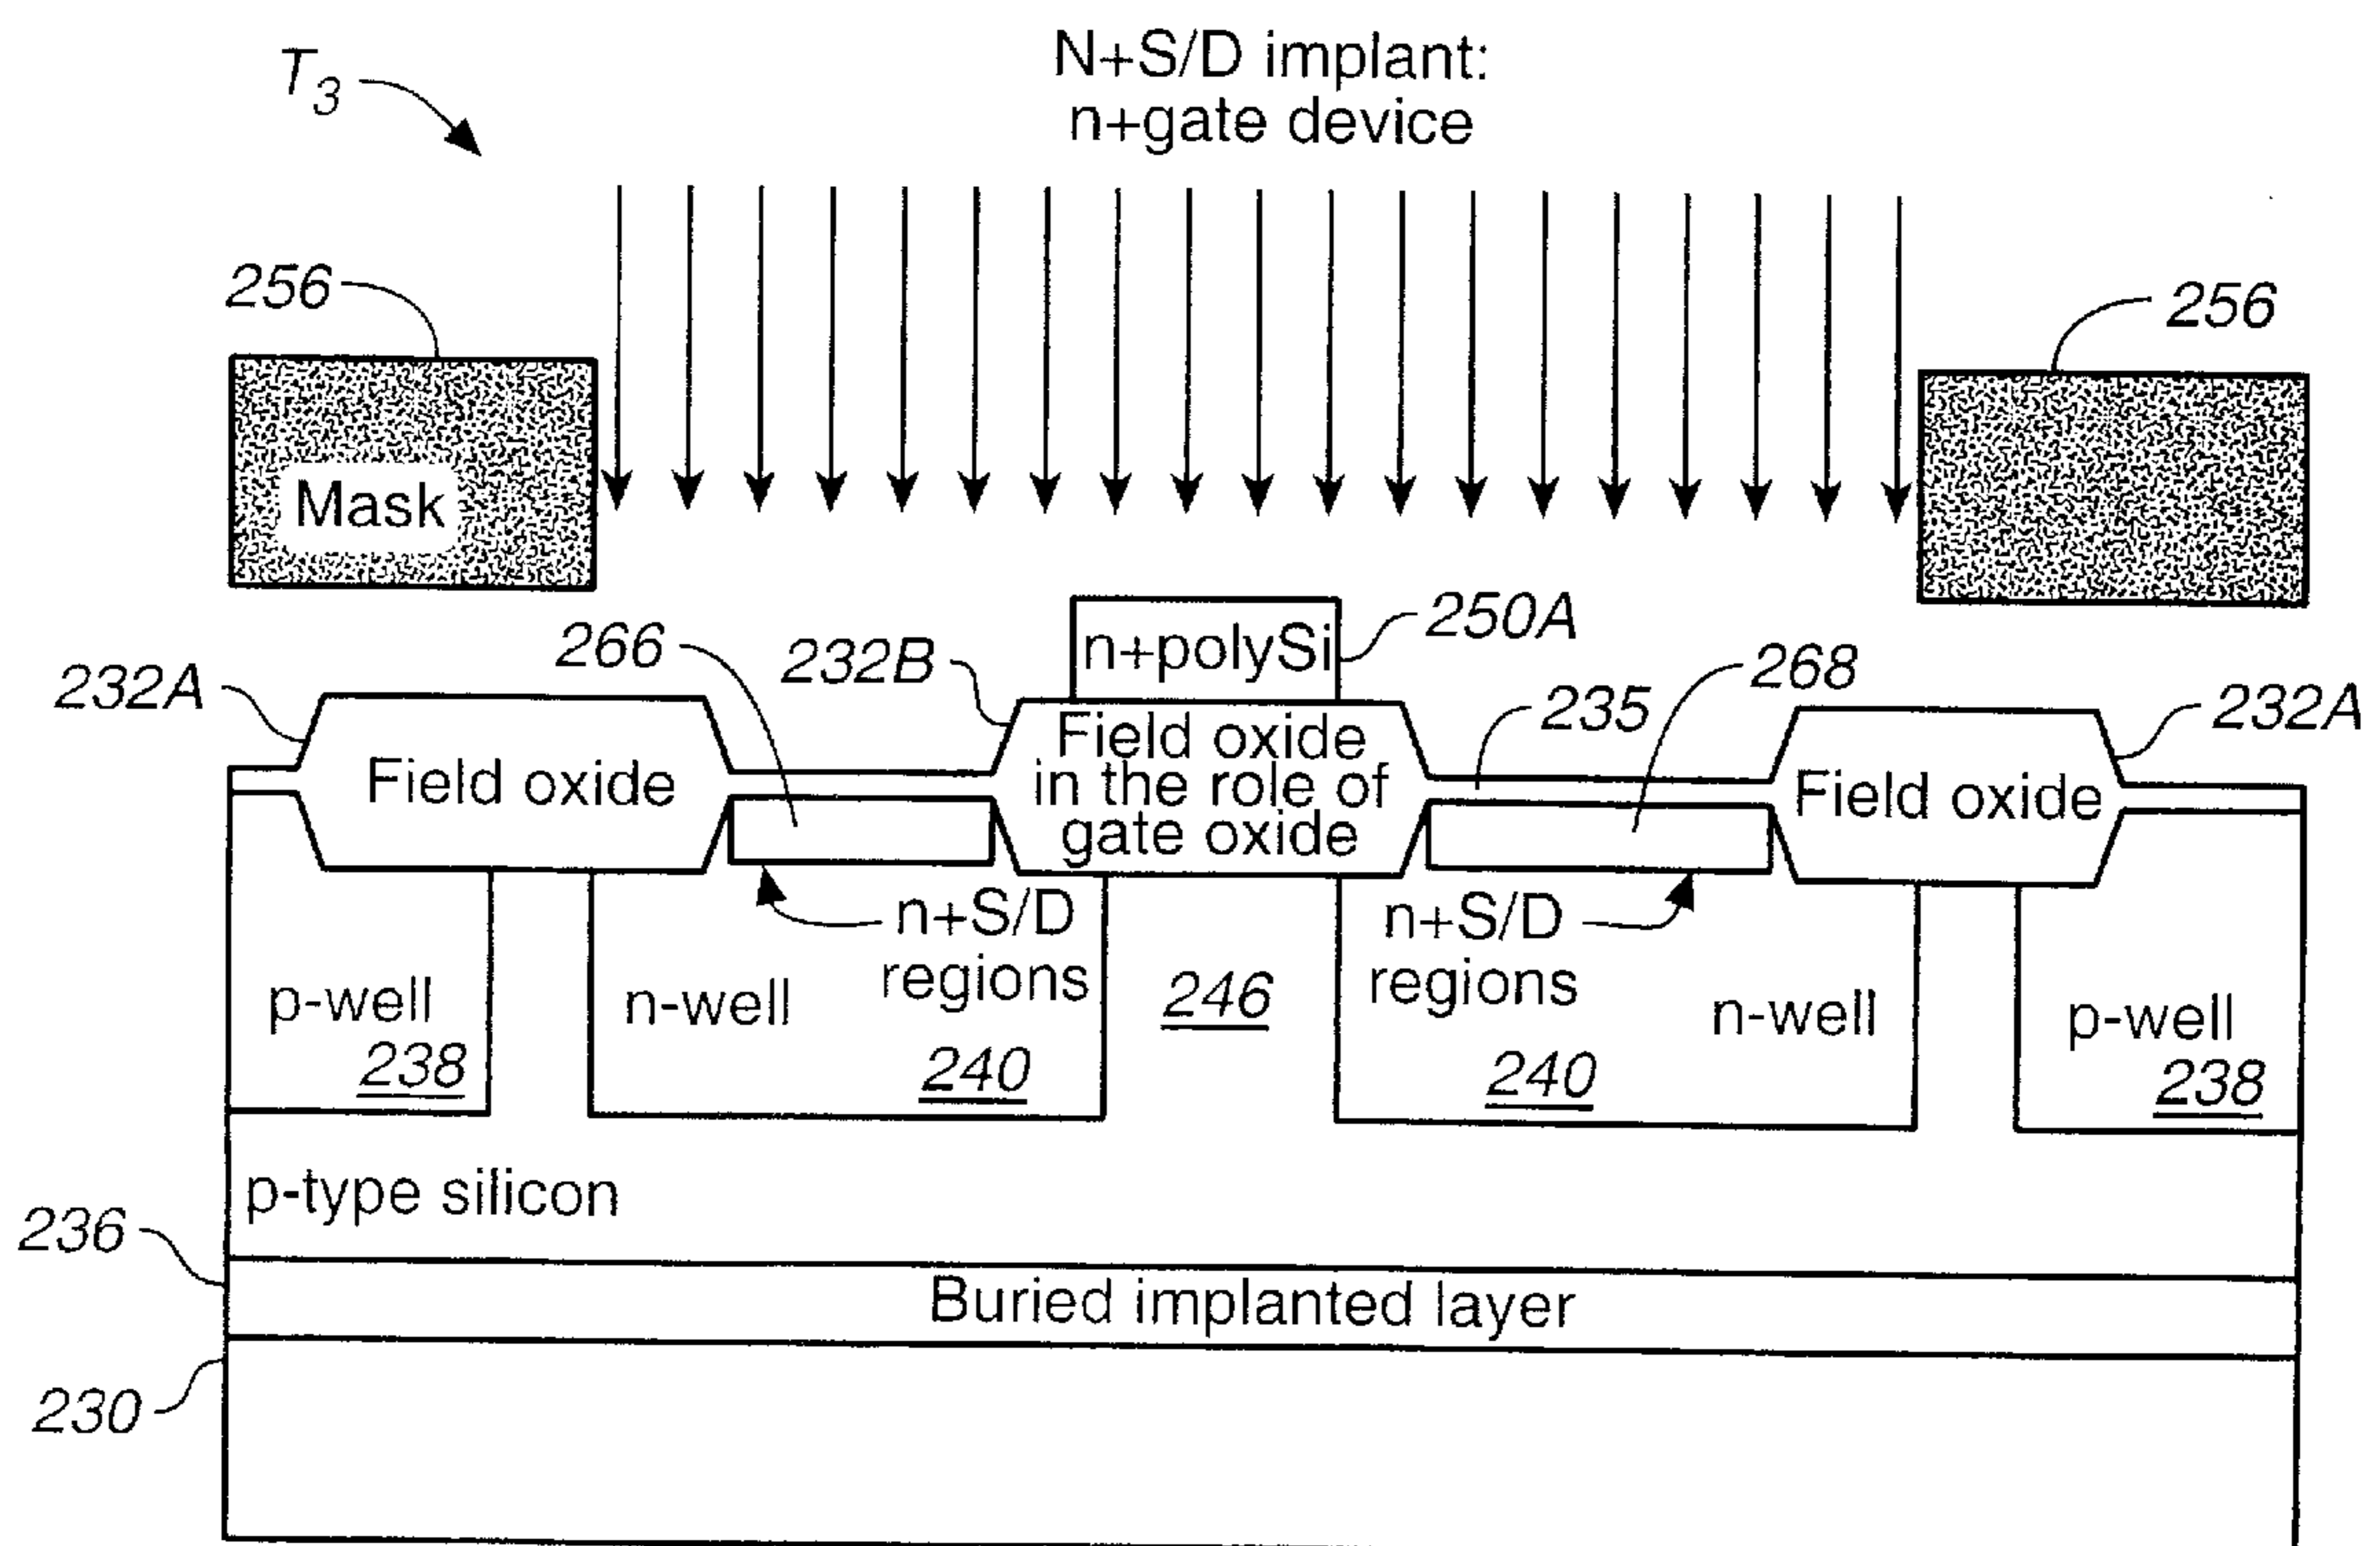 T3
N+S/D implant:
n+gate device
256
256
Mask
250A
n+polySi
266
232B
268
232A
235
232A
Field oxide
Field oxide
in the role of
gate oxide
Field oxide
n+S/D
regions
n+S/D
regions
p-well
238
n-well
240
246
240
n-well
p-well
238
p-type silicon
236
Buried implanted layer
230